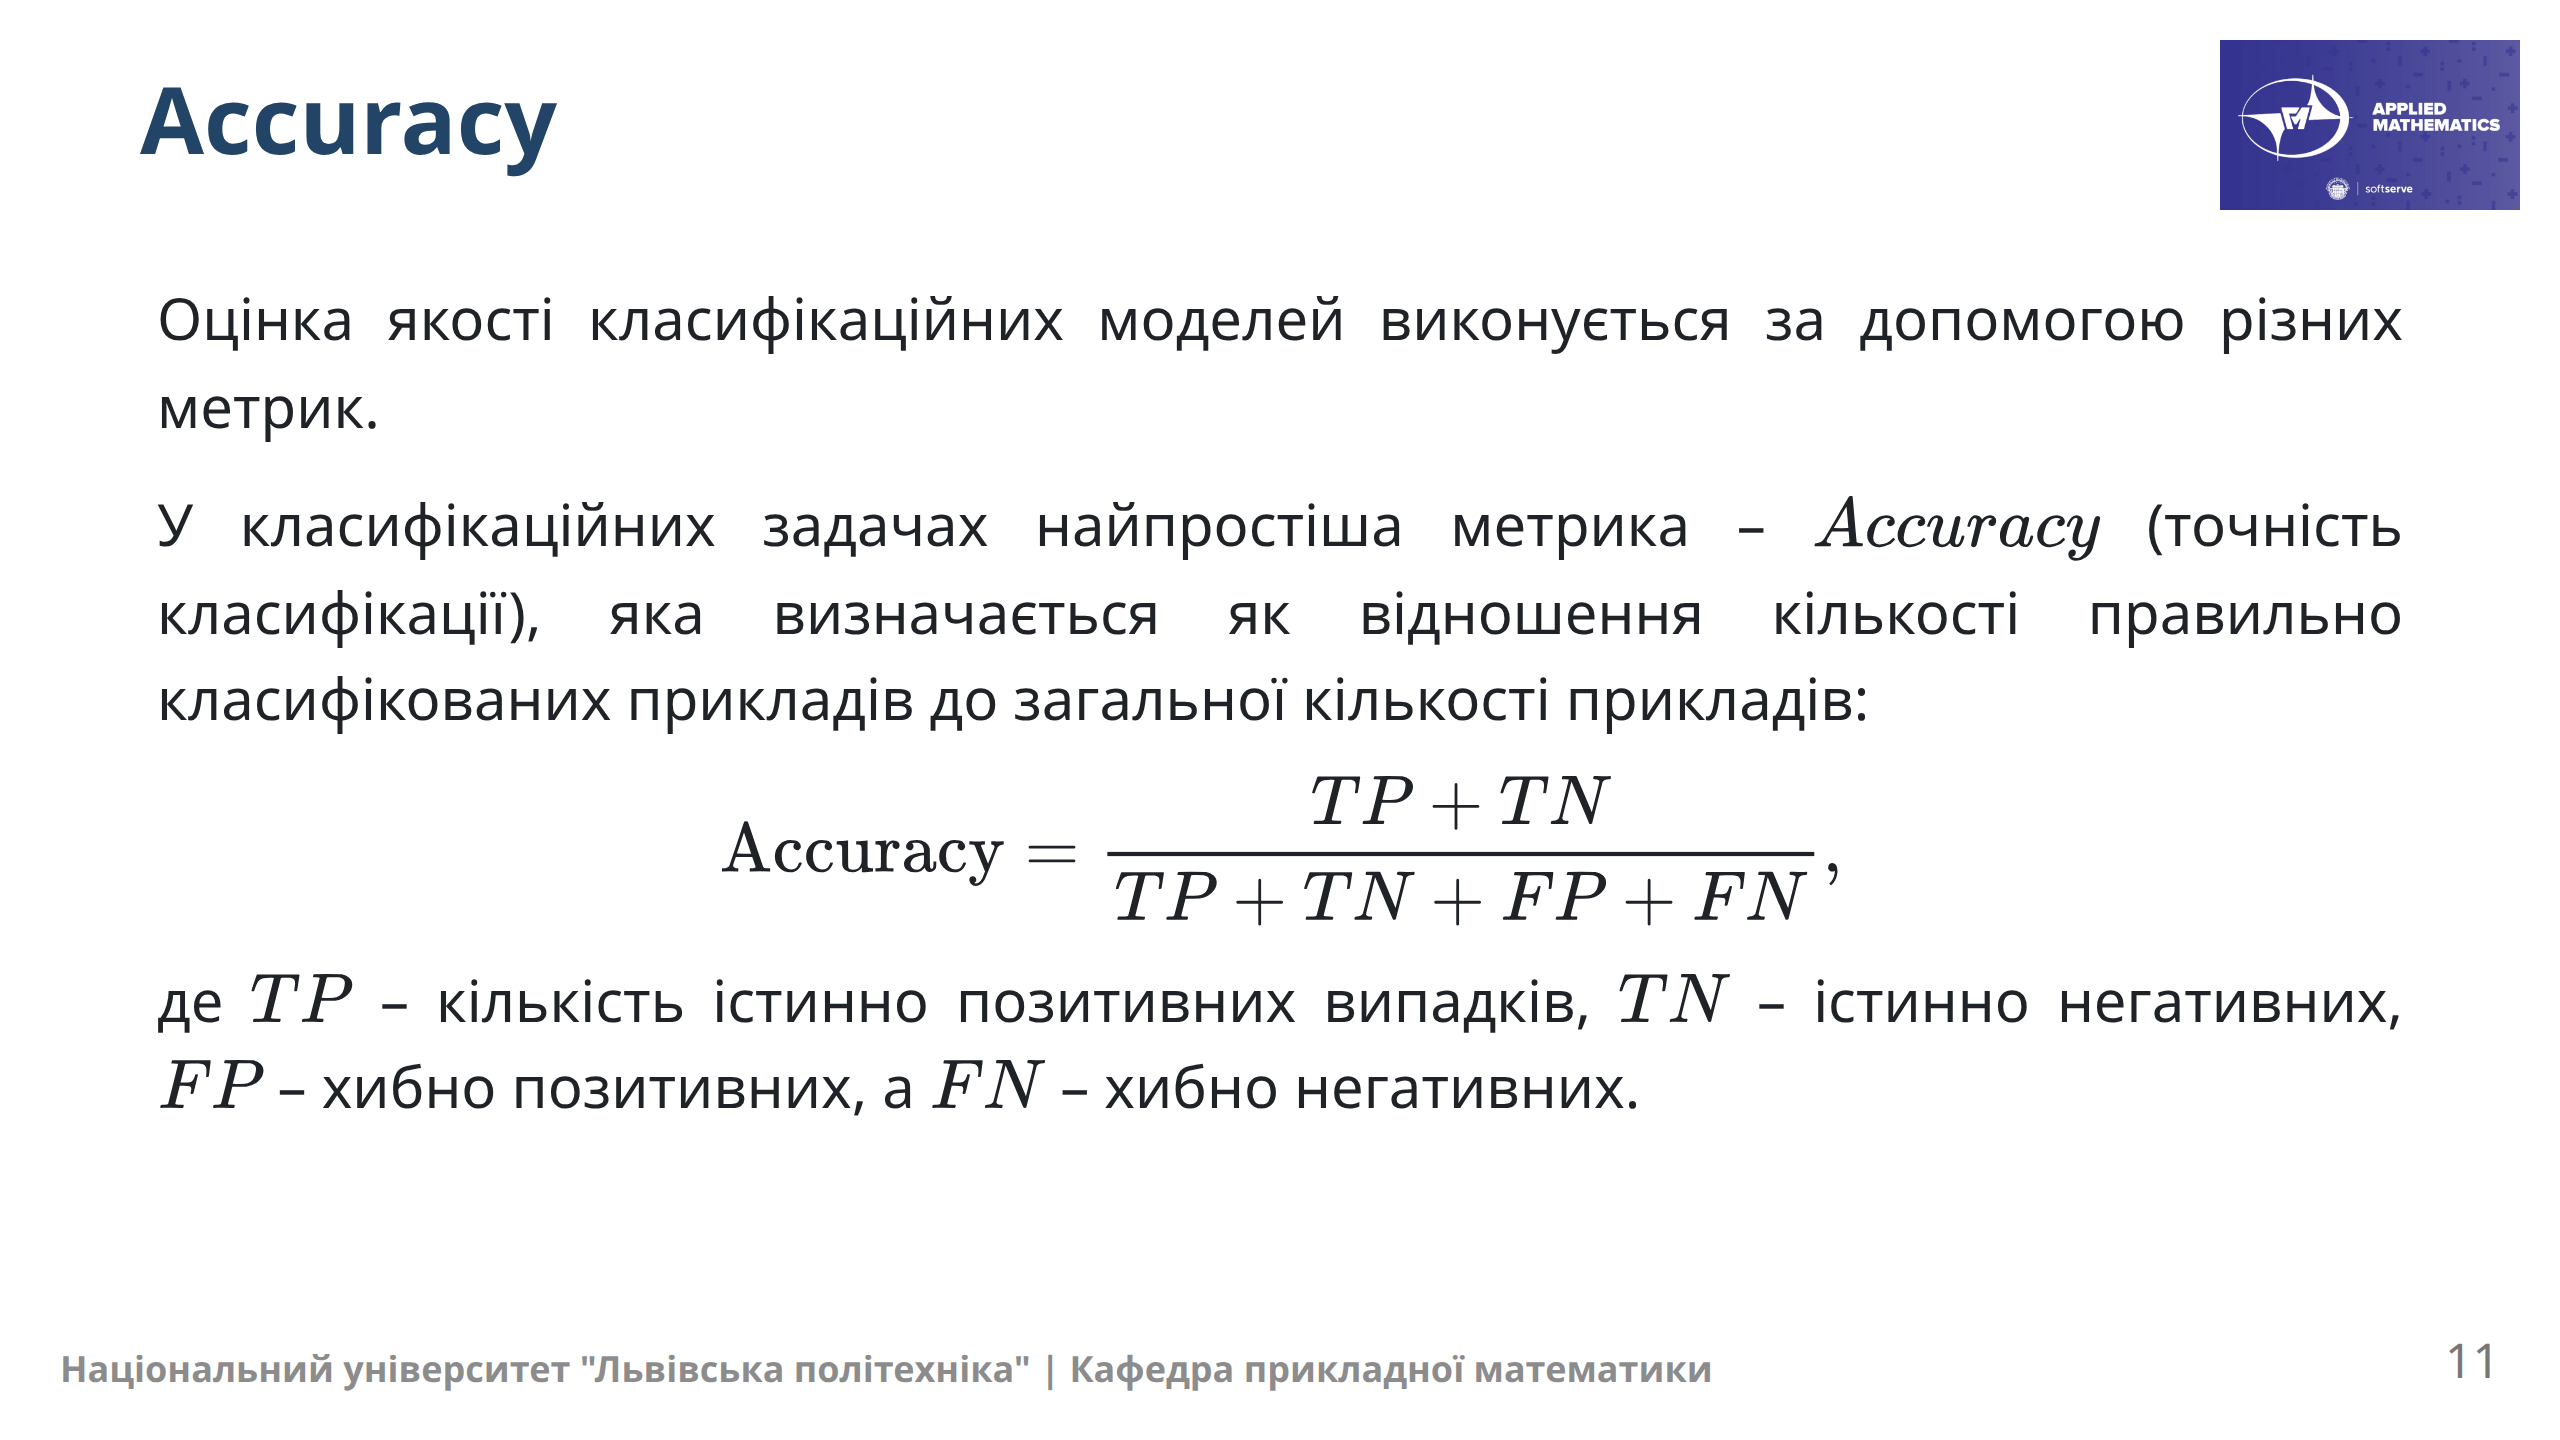 Accuracy
APPLIED
MATHEMATICS
softserve
Оцінка якості класифікаційних моделей виконується за допомогою різних
метрик.
У класифікаційних задачах найпростіша метрика – Accuracy (точність
класифікації), яка визначається як відношення кількості правильно
класифікованих прикладів до загальної кількості прикладів:
TP + TN
Accuracy = ,
TP + TN + FP + FN
де TP – кількість істинно позитивних випадків, TN – істинно негативних,
FP – хибно позитивних, а FN – хибно негативних.
Національний університет "Львівська політехніка" | Кафедра прикладної математики
11